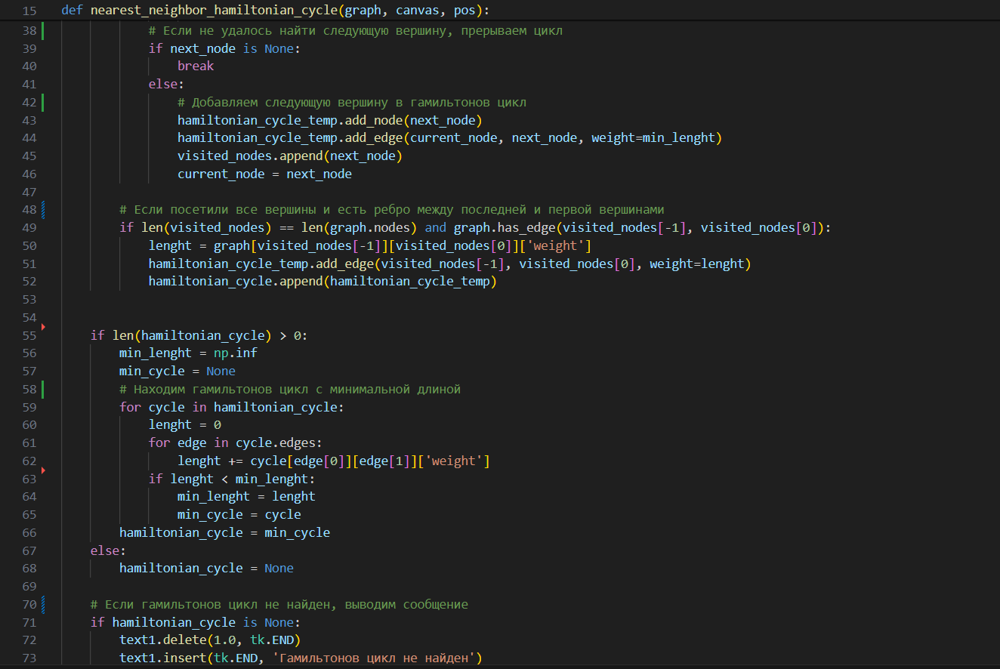 15 def nearest_neighbor_hamiltonian_cycle(graph, canvas, pos):
38 # Если не удалось найти следующую вершину, прерываем цикл
39 if next_node is None:
40 break
41 else:
42 # Добавляем следующую вершину в гамильтонов цикл
43 hamiltonian_cycle_temp.add_node(next_node)
44 hamiltonian_cycle_temp.add_edge(current_node, next_node, weight=min_lenght)
45 visited_nodes.append(next_node)
46 current_node = next_node
47
48 # Если посетили все вершины и есть ребро между последней и первой вершинами
49 if len(visited_nodes) == len(graph.nodes) and graph.has_edge(visited_nodes[-1], visited_nodes[0]):
50 lenght = graph[visited_nodes[-1]][visited_nodes[0]]['weight']
51 hamiltonian_cycle_temp.add_edge(visited_nodes[-1], visited_nodes[0], weight=lenght)
52 hamiltonian_cycle.append(hamiltonian_cycle_temp)
53
54
55 if len(hamiltonian_cycle) > 0:
56 min_lenght = np.inf
57 min_cycle = None
58 # Находим гамильтонов цикл с минимальной длиной
59 for cycle in hamiltonian_cycle:
60 lenght = 0
61 for edge in cycle.edges:
62 lenght += cycle[edge[0]][edge[1]]['weight']
63 if lenght < min_lenght:
64 min_lenght = lenght
65 min_cycle = cycle
66 hamiltonian_cycle = min_cycle
67 else:
68 hamiltonian_cycle = None
69
70 # Если гамильтонов цикл не найден, выводим сообщение
71 if hamiltonian_cycle is None:
72 text1.delete(1.0, tk.END)
73 text1.insert(tk.END, 'Гамильтонов цикл не найден')